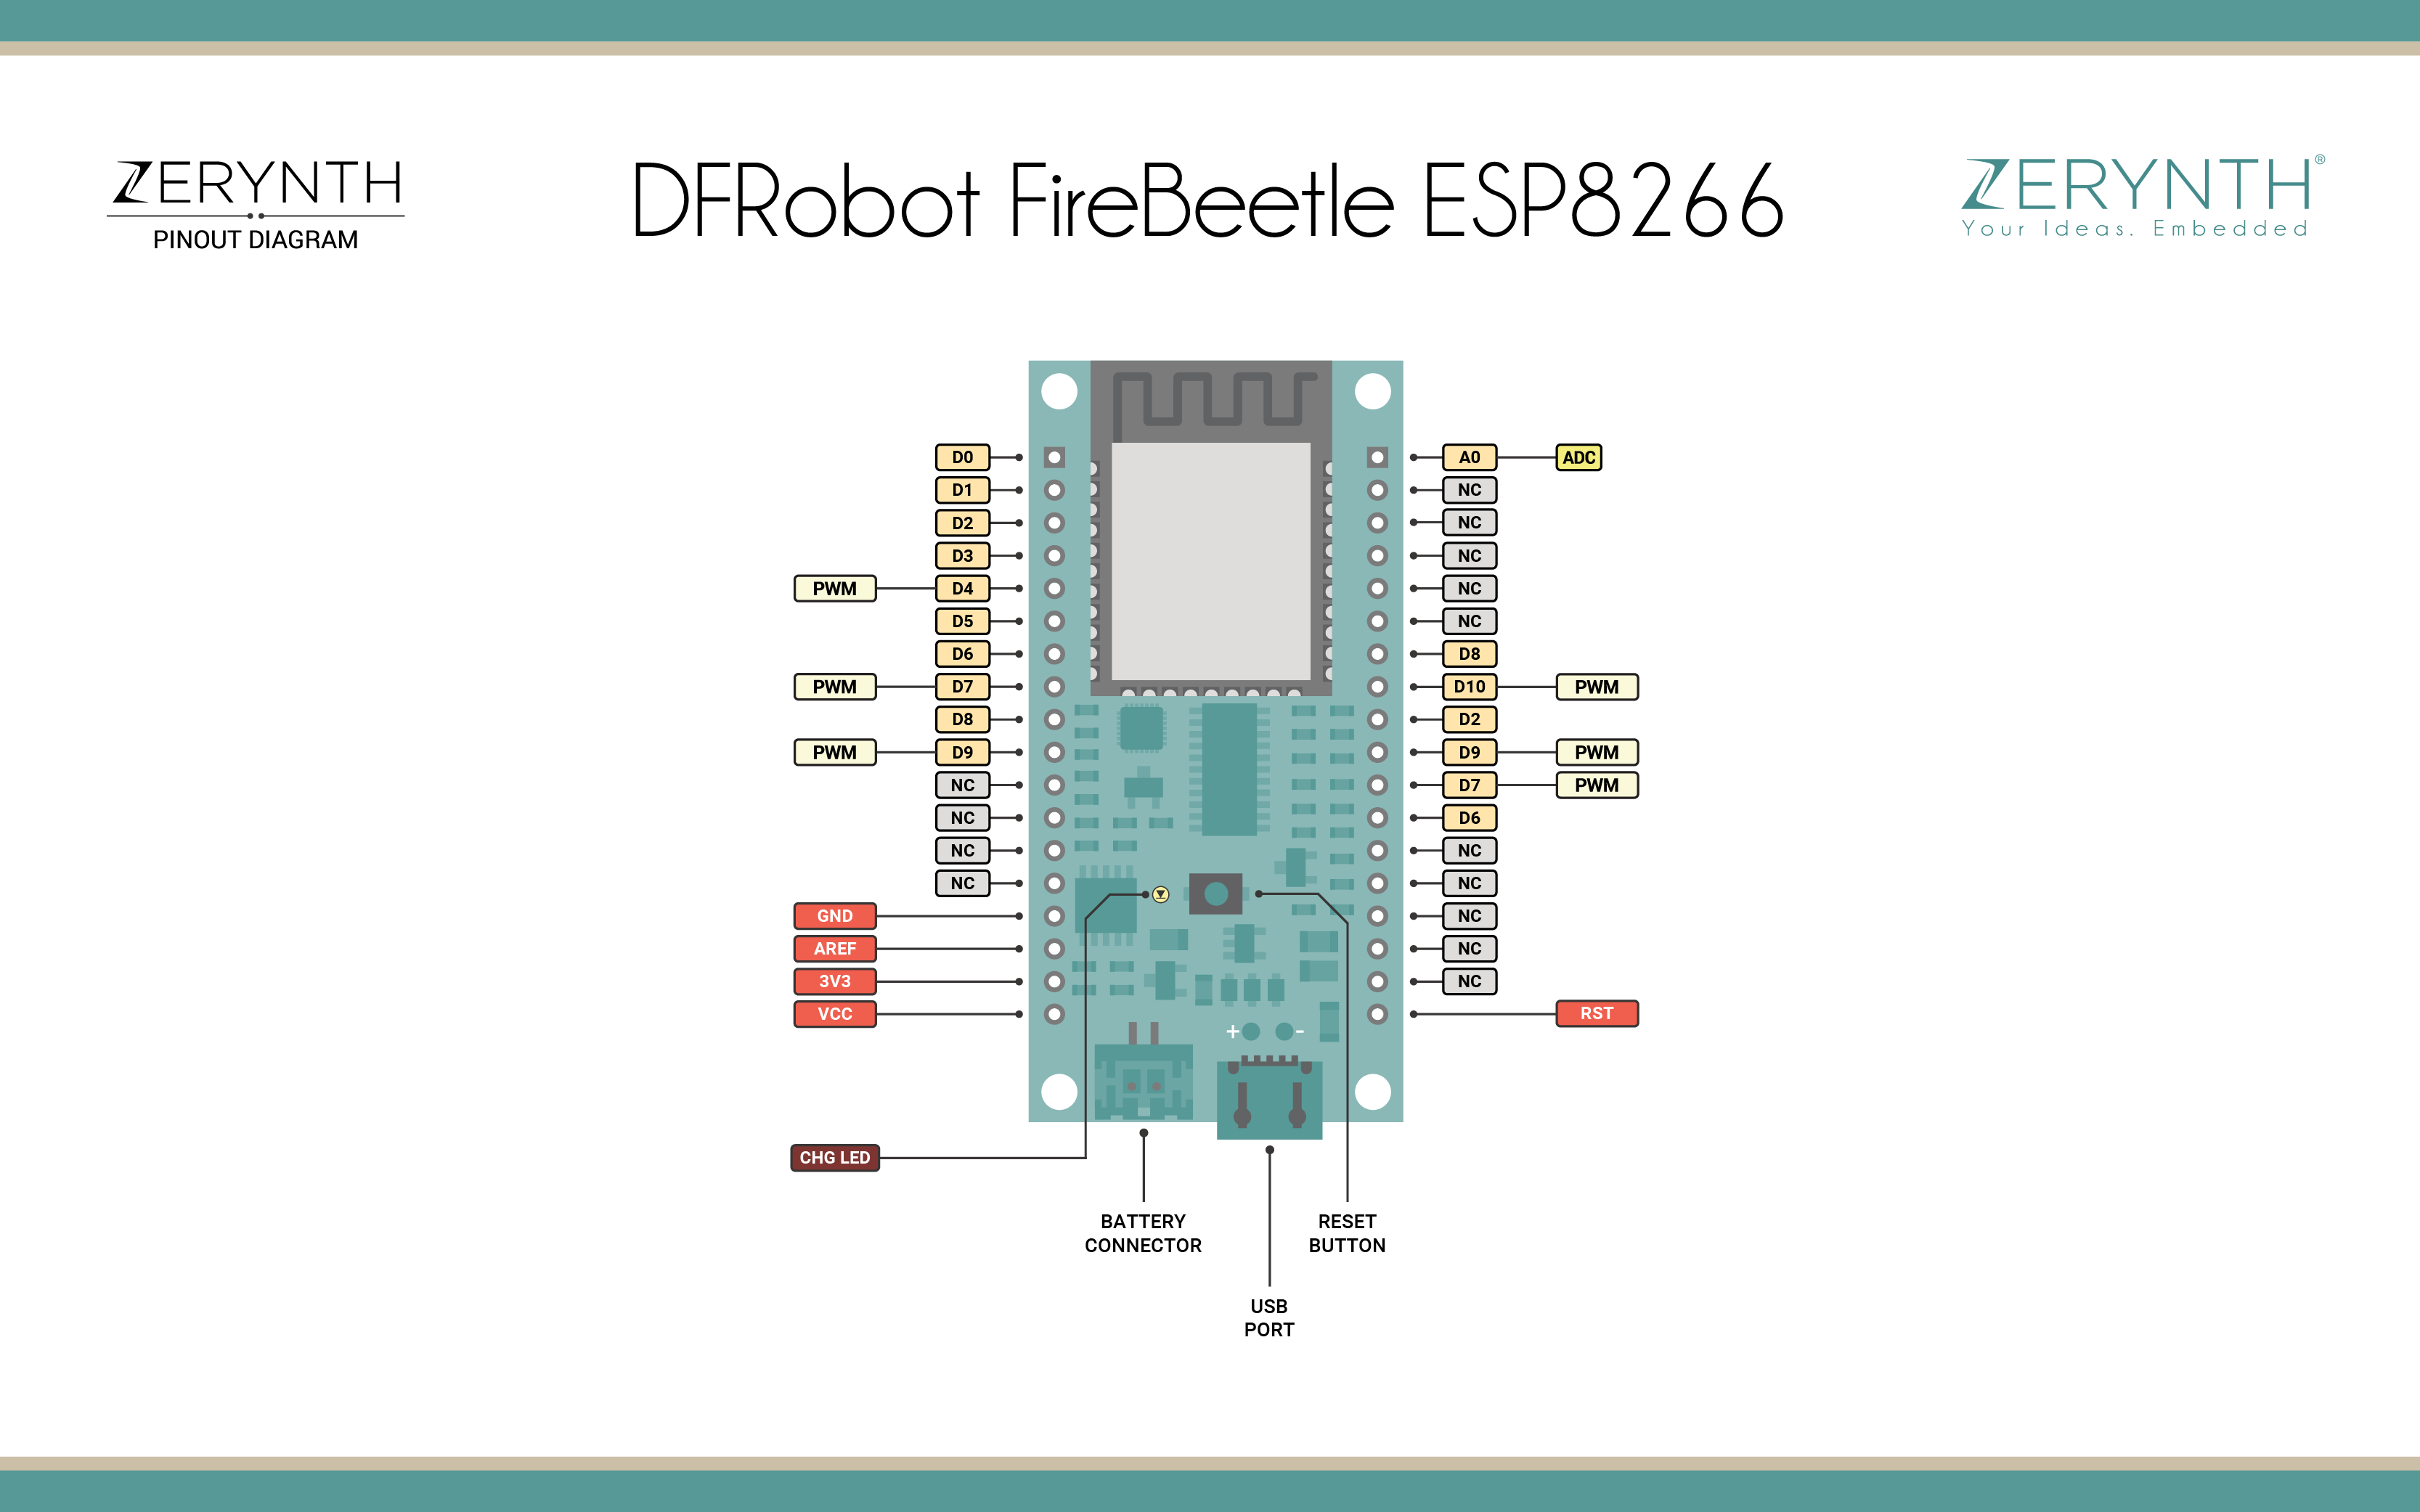 ZERYNTH
PINOUT DIAGRAM
DFRobot FireBeetle ESP8266
ZERYNTH®
Your Ideas. Embedded
D0
D1
D2
D3
PWM D4
D5
D6
PWM D7
D8
PWM D9
NC
NC
NC
NC
GND
AREF
3V3
VCC
A0 ADC
NC
NC
NC
NC
NC
D8
D10 PWM
D2
D9 PWM
D7 PWM
D6
NC
NC
NC
NC
NC
RST
+ -
CHG LED
BATTERY
CONNECTOR
RESET
BUTTON
USB
PORT